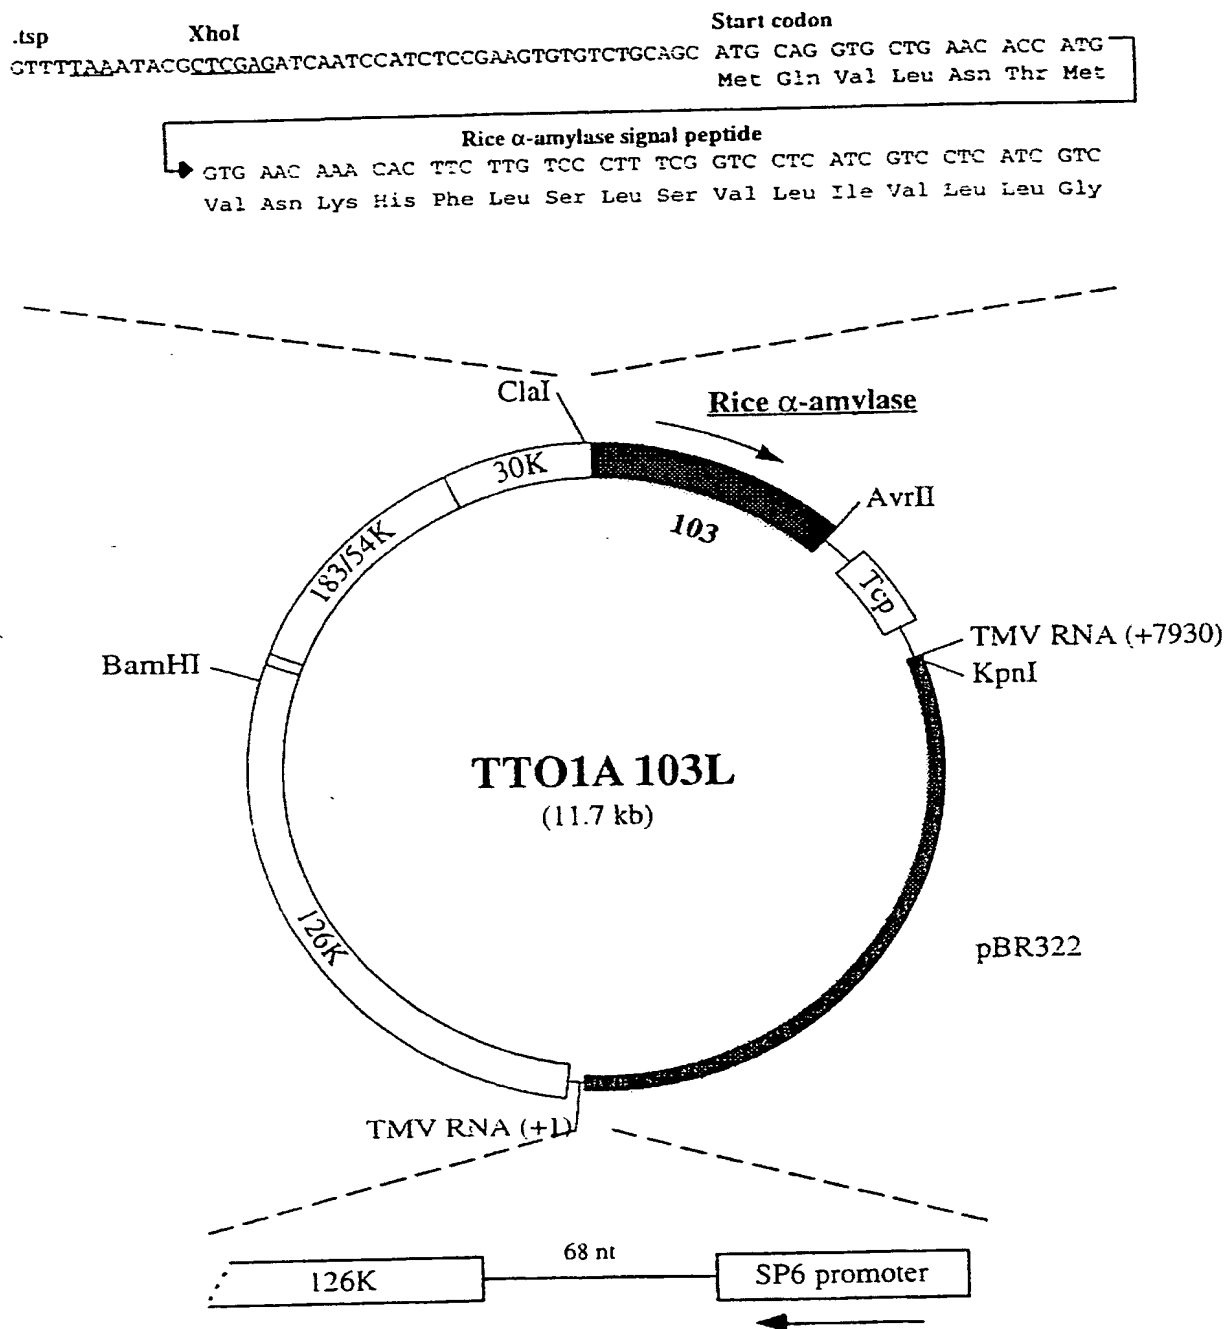 .tsp
XhoI
Start codon
GTTTTAAATACGCTCGAGATCAATCCATCTCCGAAGTGTGTCTGCAGC ATG CAG GTG CTG AAC ACC ATG
Met Gln Val Leu Asn Thr Met
Rice α-amylase signal peptide
GTG AAC AAA CAC TTC TTG TCC CTT TCG GTC CTC ATC GTC CTC ATC GTC
Val Asn Lys His Phe Leu Ser Leu Ser Val Leu Ile Val Leu Leu Gly
ClaI
Rice α-amylase
30K
AvrII
103
183/54K
Tcp
TMV RNA (+7930)
BamHI
KpnI
TTO1A 103L
(11.7 kb)
126K
pBR322
TMV RNA (+1)
68 nt
126K
SP6 promoter